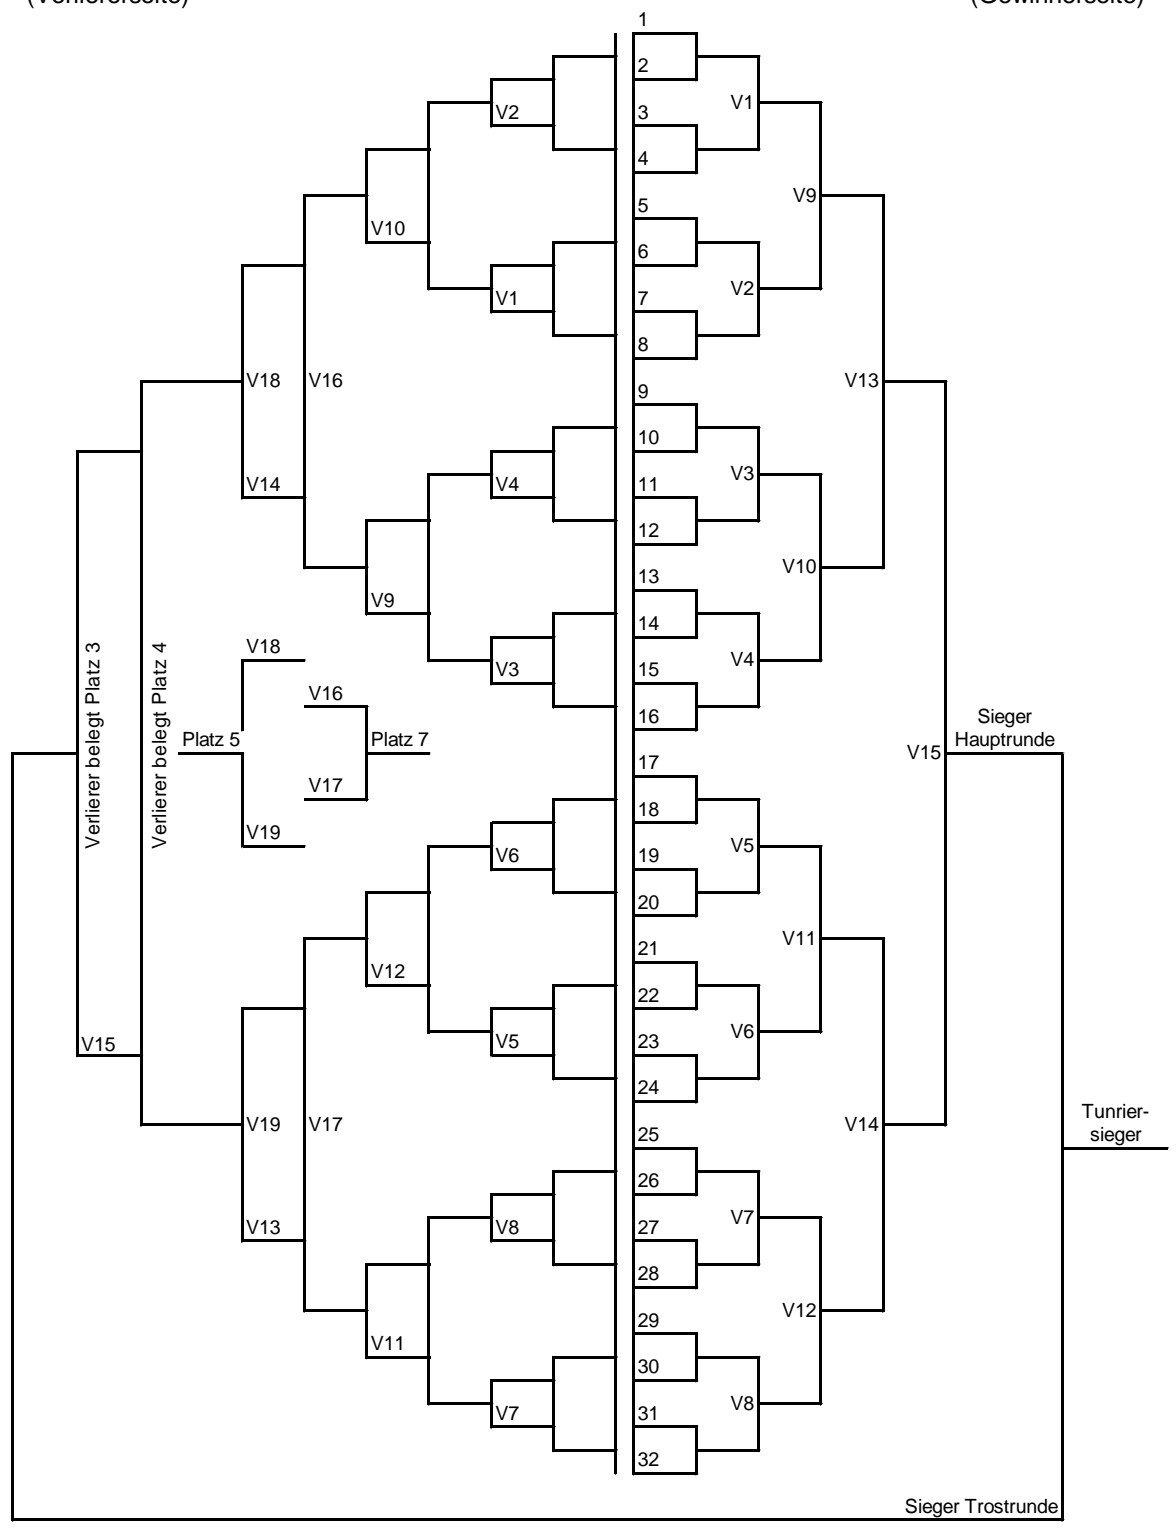 (Verliererseite)
(Gewinnerseite)
1
2
V2
V1
3
4
5
V9
V10
6
V2
V1
7
8
V18
V16
V13
9
10
V4
V3
V14
11
12
V10
13
V9
14
V18
V4
V3
15
V16
16
Sieger
Hauptrunde
Platz 5
Platz 7
V15
Verlierer belegt Platz 3
Verlierer belegt Platz 4
17
V17
18
V19
V5
V6
19
20
V11
21
V12
22
V6
V15
V5
23
24
Tunrier-
sieger
V19
V17
V14
25
26
V7
V13
V8
27
28
V12
29
V11
30
V8
V7
31
32
Sieger Trostrunde